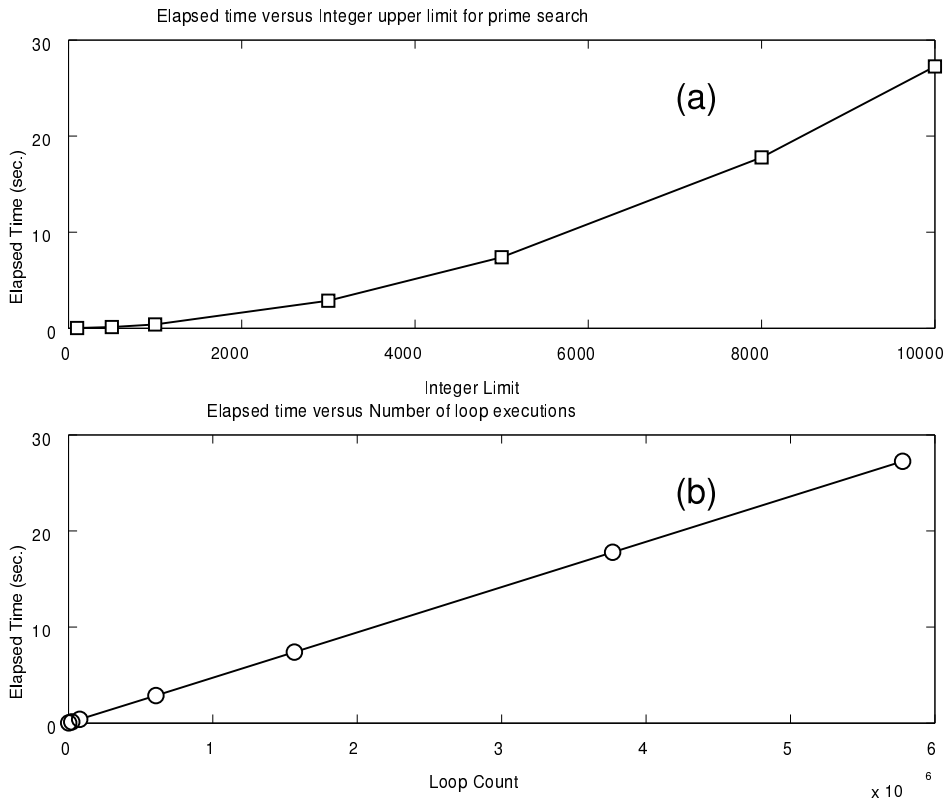 Elapsed time versus Integer upper limit for prime search
30
(a)
20
10
0
Elapsed Time (sec.)
0 2000 4000 6000 8000 10000
Integer Limit
Elapsed time versus Number of loop executions
30
(b)
20
10
0
Elapsed Time (sec.)
0 1 2 3 4 5 6
Loop Count
x 10 6